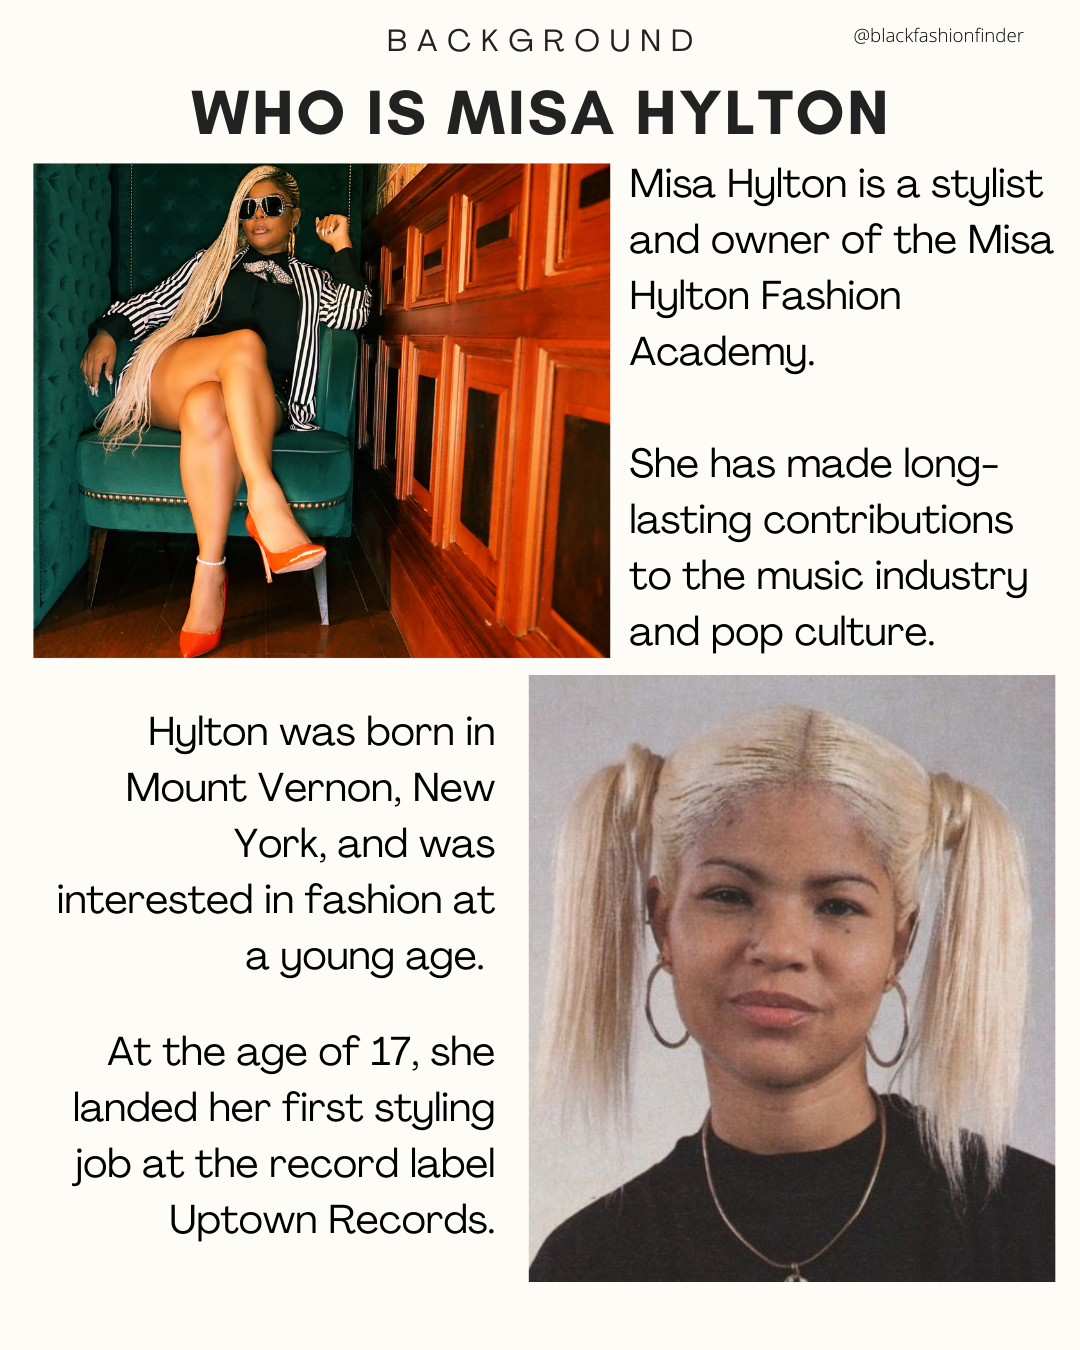 BACKGROUND
@blackfashionfinder
WHO IS MISA HYLTON
Misa Hylton is a stylist
and owner of the Misa
Hylton Fashion
Academy.
She has made long-
lasting contributions
to the music industry
and pop culture.
Hylton was born in
Mount Vernon, New
York, and was
interested in fashion at
a young age.
At the age of 17, she
landed her first styling
job at the record label
Uptown Records.